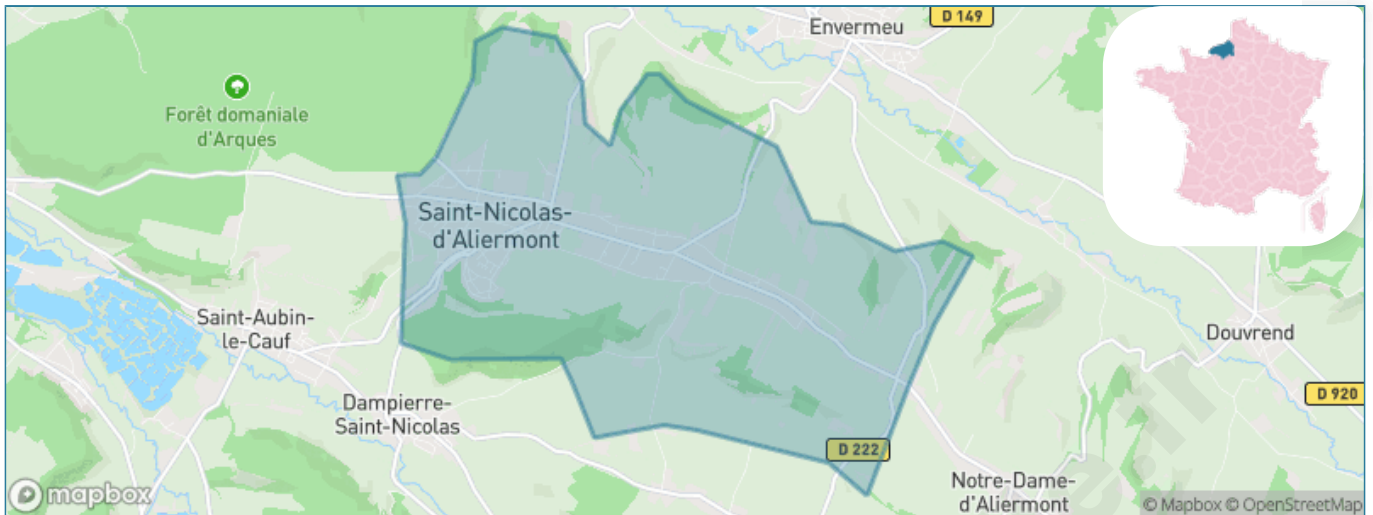 D 149
Envermeu
Forêt domaniale
d'Arques
Saint-Nicolas-
d'Aliermont
Saint-Aubin-
le-Cauf
Douvrend
D 920
Dampierre-
Saint-Nicolas
D 222
Notre-Dame-
d'Aliermont
mapbox
© Mapbox © OpenStreetMap